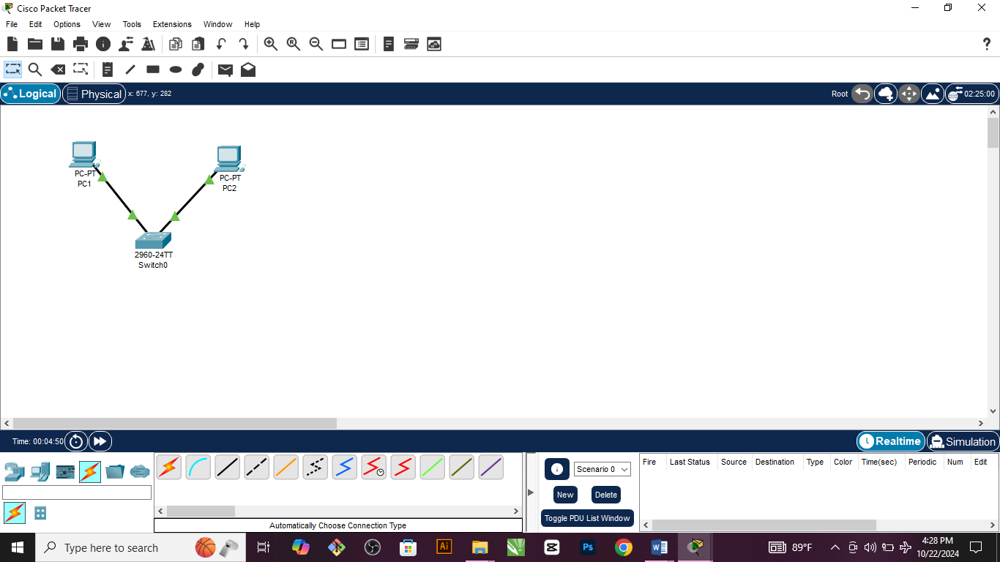 Cisco Packet Tracer
File Edit Options View Tools Extensions Window Help
Logical Physical x: 677, y: 282 Root 02:25:00
PC-PT
PC1
PC-PT
PC2
2960-24TT
Switch0
Time: 00:04:50 Realtime Simulation
Scenario 0
New Delete
Toggle PDU List Window
Fire Last Status Source Destination Type Color Time(sec) Periodic Num Edit
Automatically Choose Connection Type
Type here to search
Ai
Ps
W
89°F
4:28 PM
10/22/2024